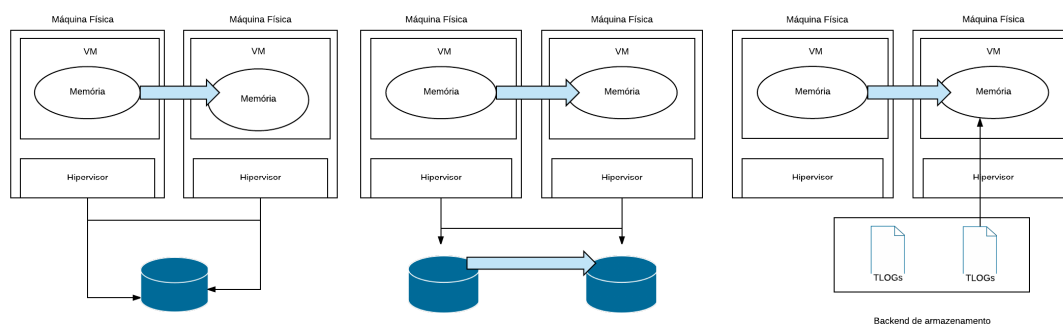 Máquina Física
Máquina Física
VM
VM
Memória
Memória
Hipervisor
Hipervisor
Máquina Física
Máquina Física
VM
VM
Memória
Memória
Hipervisor
Hipervisor
Máquina Física
Máquina Física
VM
VM
Memória
Memória
Hipervisor
Hipervisor
TLOGs
TLOGs
Backend de armazenamento